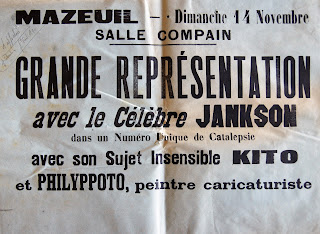 MAZEUIL — Dimanche 14 Novembre
SALLE COMPAIN
GRANDE REPRÉSENTATION
avec le Célèbre JANKSON
dans un Numéro Unique de Catalepsie
avec son Sujet Insensible KITO
et PHILYPPOTO, peintre caricaturiste